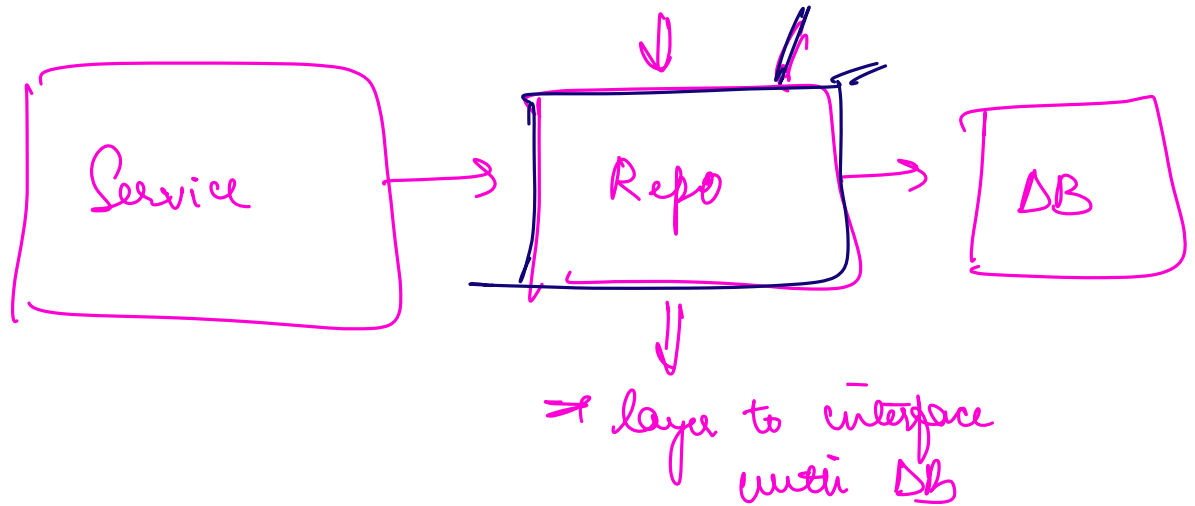 Service
Repo
DB
layer to interface
with DB